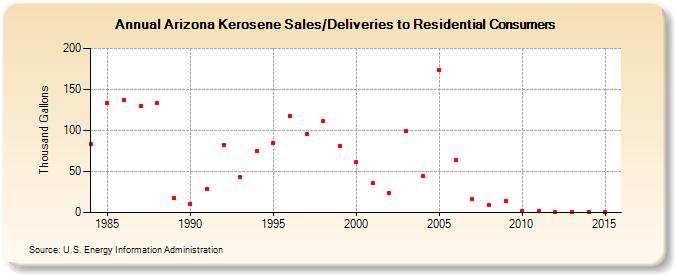 Annual Arizona Kerosene Sales/Deliveries to Residential Consumers
Thousand Gallons
200
150
100
50
0
1985 1990 1995 2000 2005 2010 2015
Source: U.S. Energy Information Administration